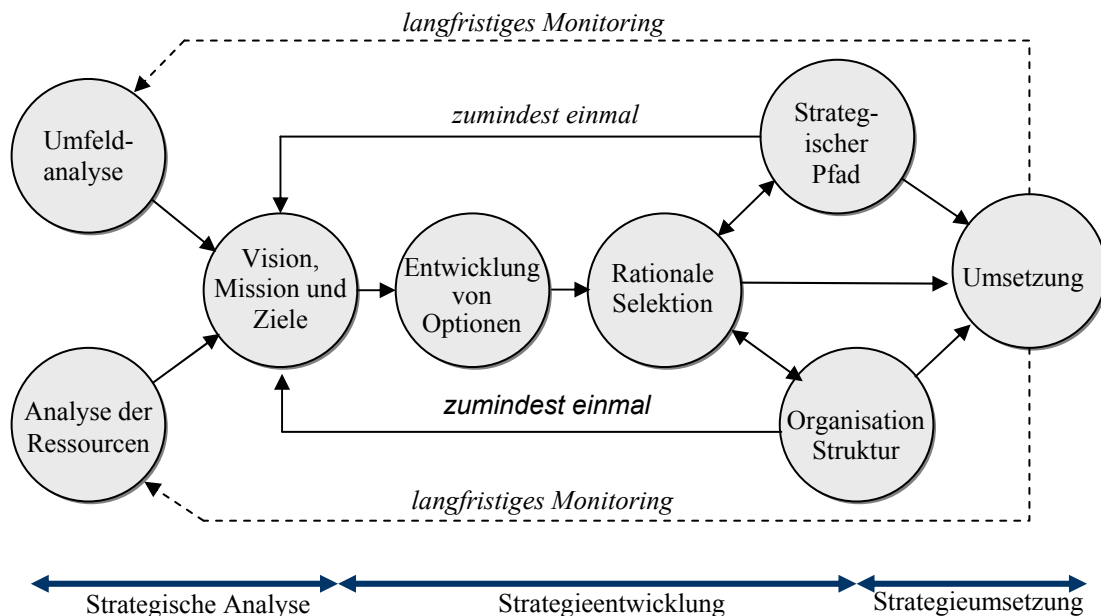 langfristiges Monitoring
Umfeld-
analyse
zumindest einmal
Strateg-
ischer
Pfad
Vision,
Mission und
Ziele
Entwicklung
von
Optionen
Rationale
Selektion
Umsetzung
Analyse der
Ressourcen
zumindest einmal
Organisation
Struktur
langfristiges Monitoring
Strategische Analyse
Strategieentwicklung
Strategieumsetzung